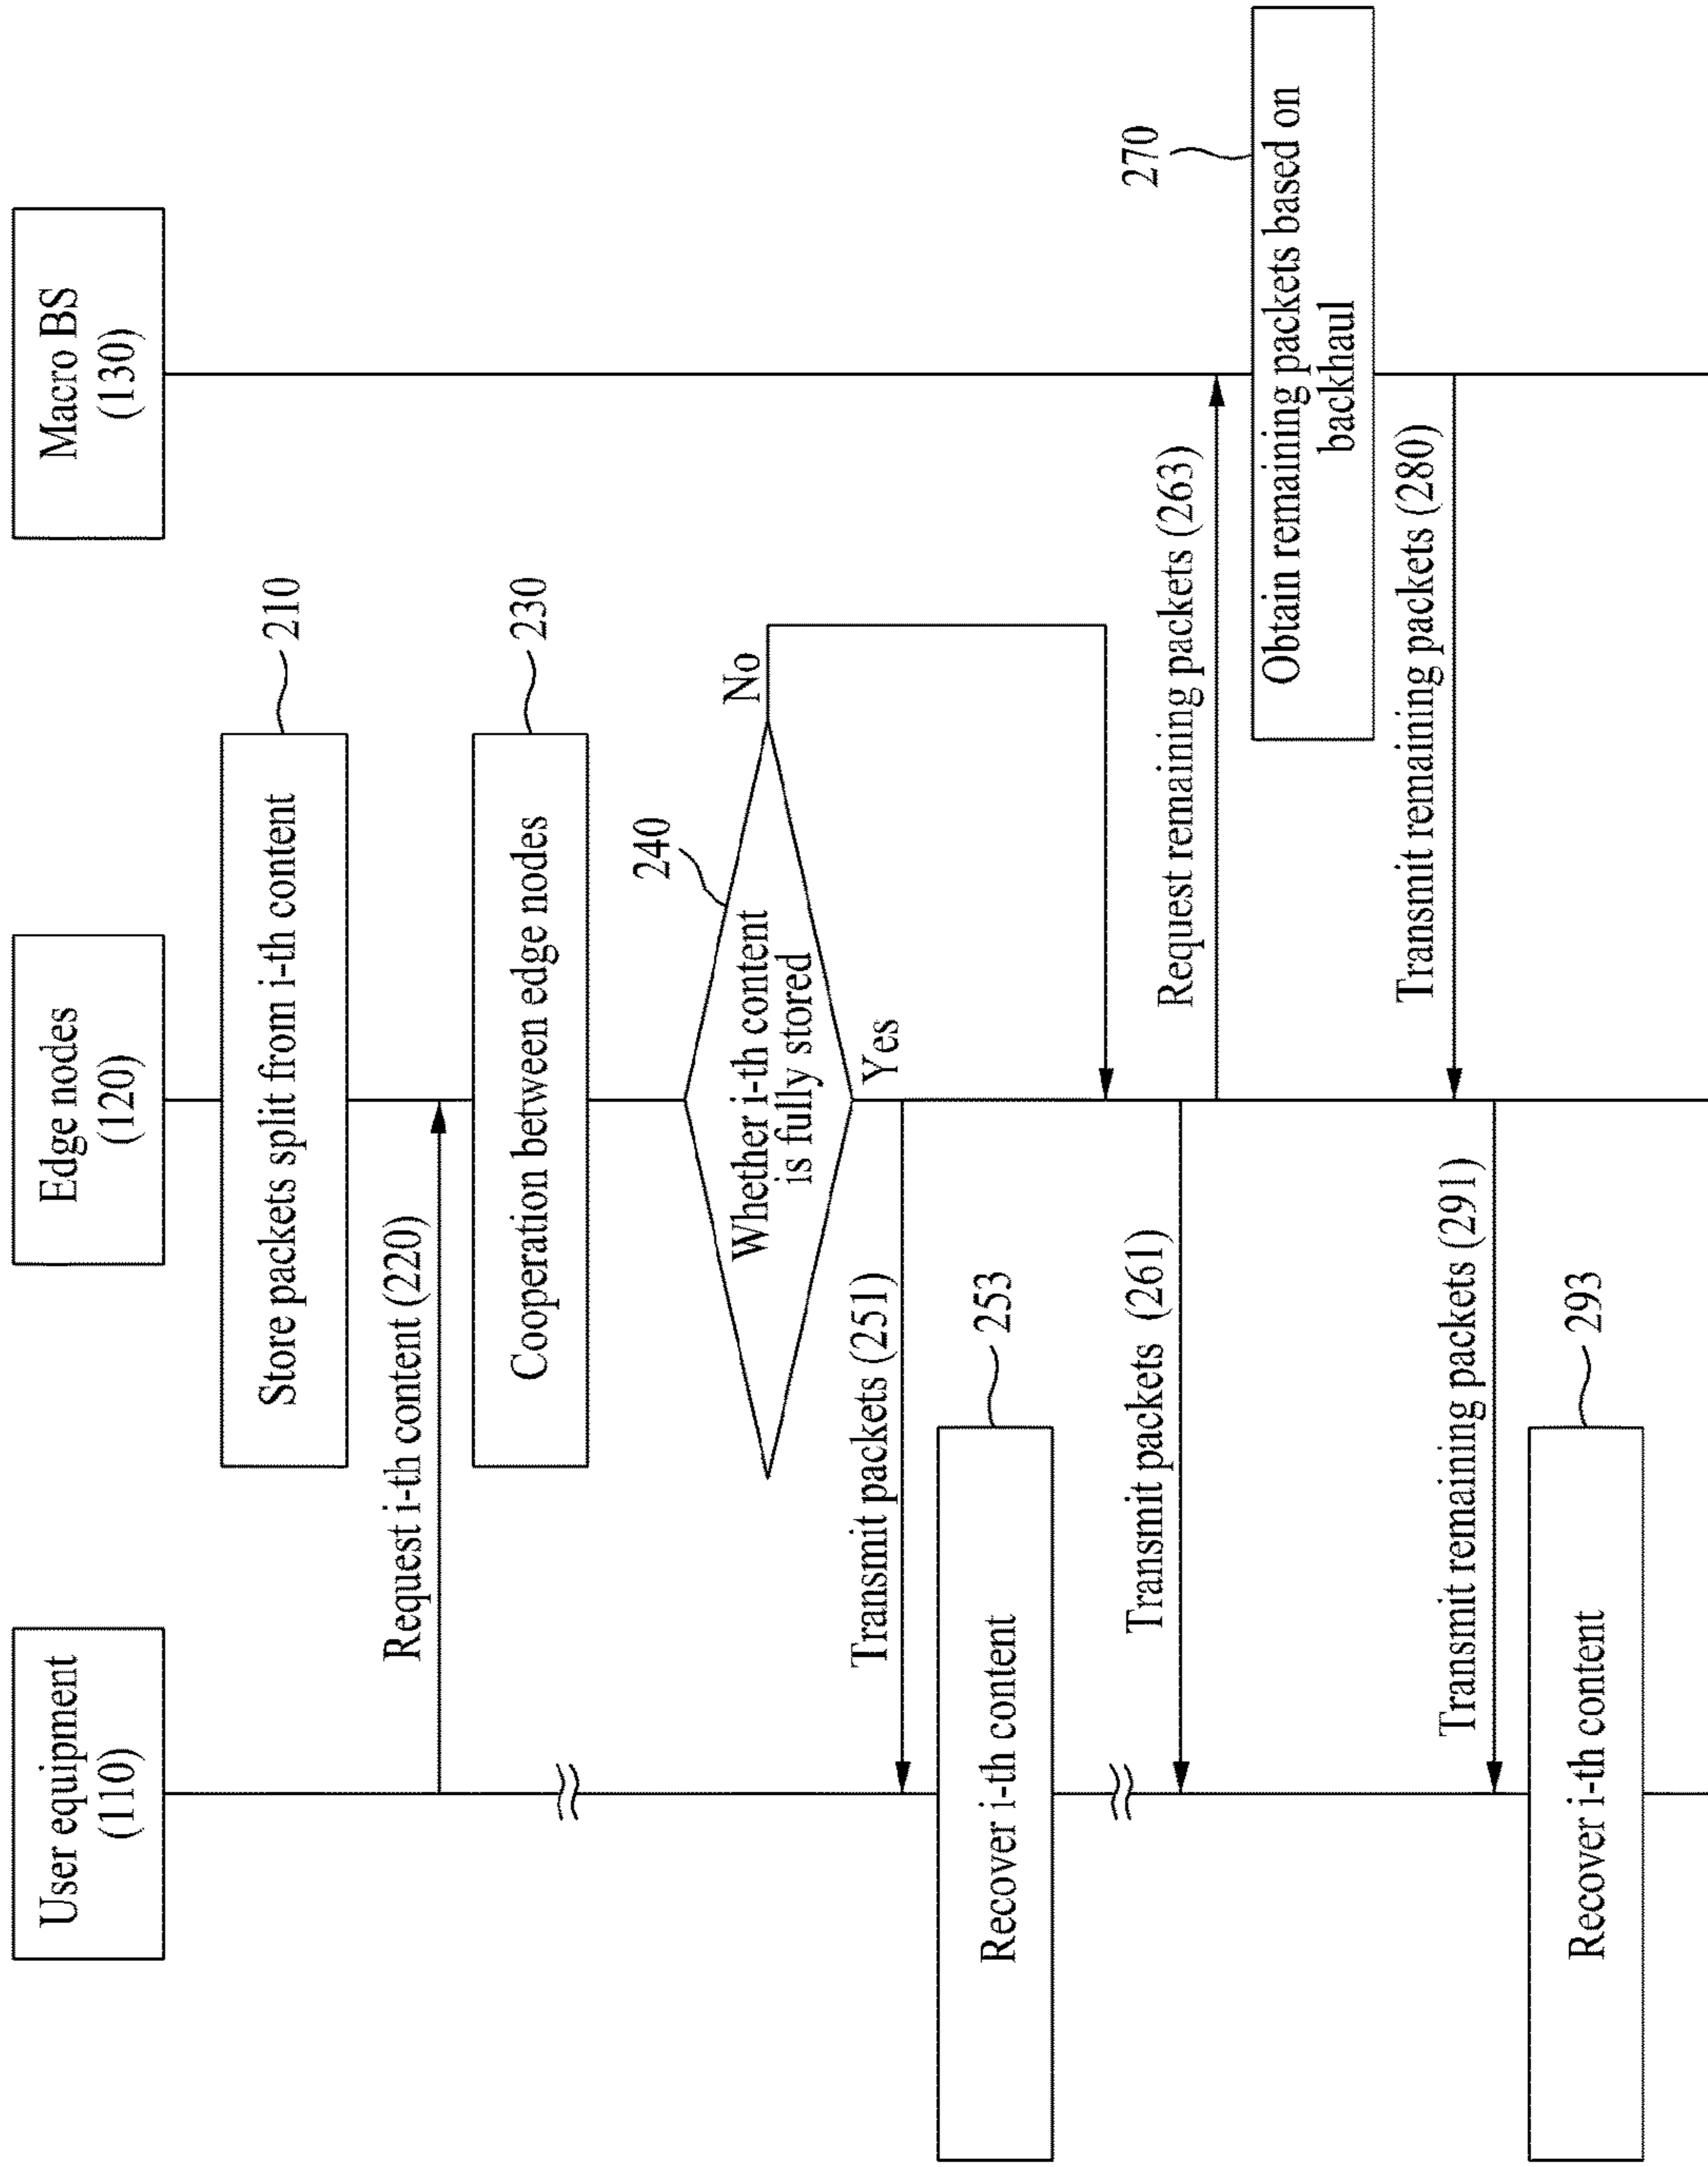 User equipment
(110)
Edge nodes
(120)
Macro BS
(130)
Store packets split from i-th content
210
Request i-th content (220)
Cooperation between edge nodes
230
240
Whether i-th content
is fully stored
No
Yes
Transmit packets (251)
Recover i-th content
253
Transmit packets (261)
Request remaining packets (263)
270
Obtain remaining packets based on
backhaul
Transmit remaining packets (280)
Transmit remaining packets (291)
Recover i-th content
293